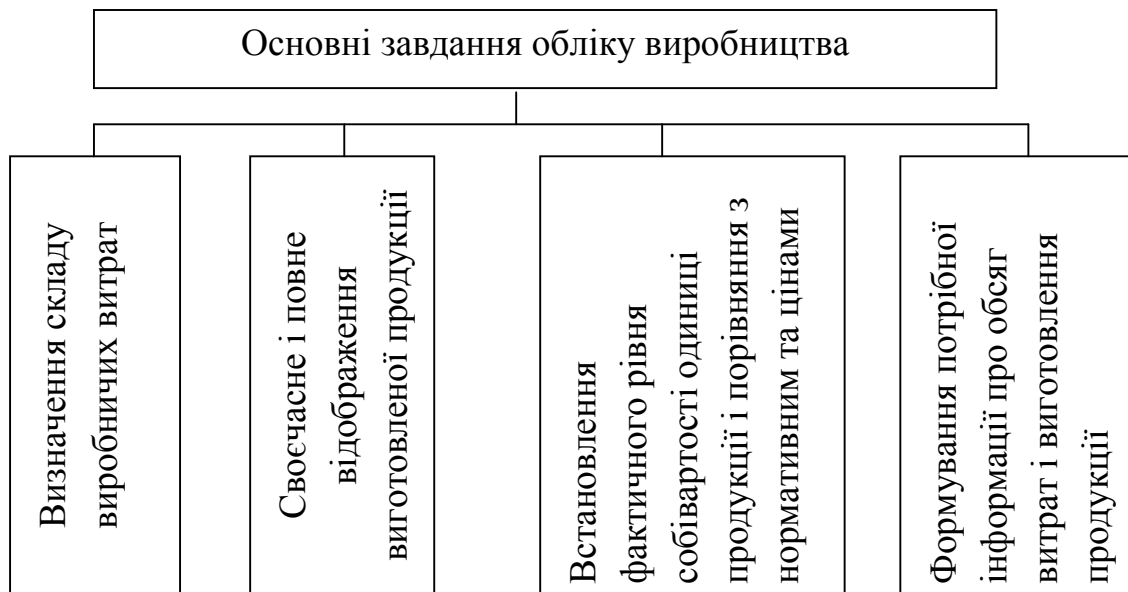 Основні завдання обліку виробництва
Визначення складу
виробничих витрат
Своєчасне і повне
відображення
виготовленої продукції
Встановлення
фактичного рівня
собівартості одиниці
продукції і порівняння з
нормативним та цінами
Формування потрібної
інформації про обсяг
витрат і виготовлення
продукції